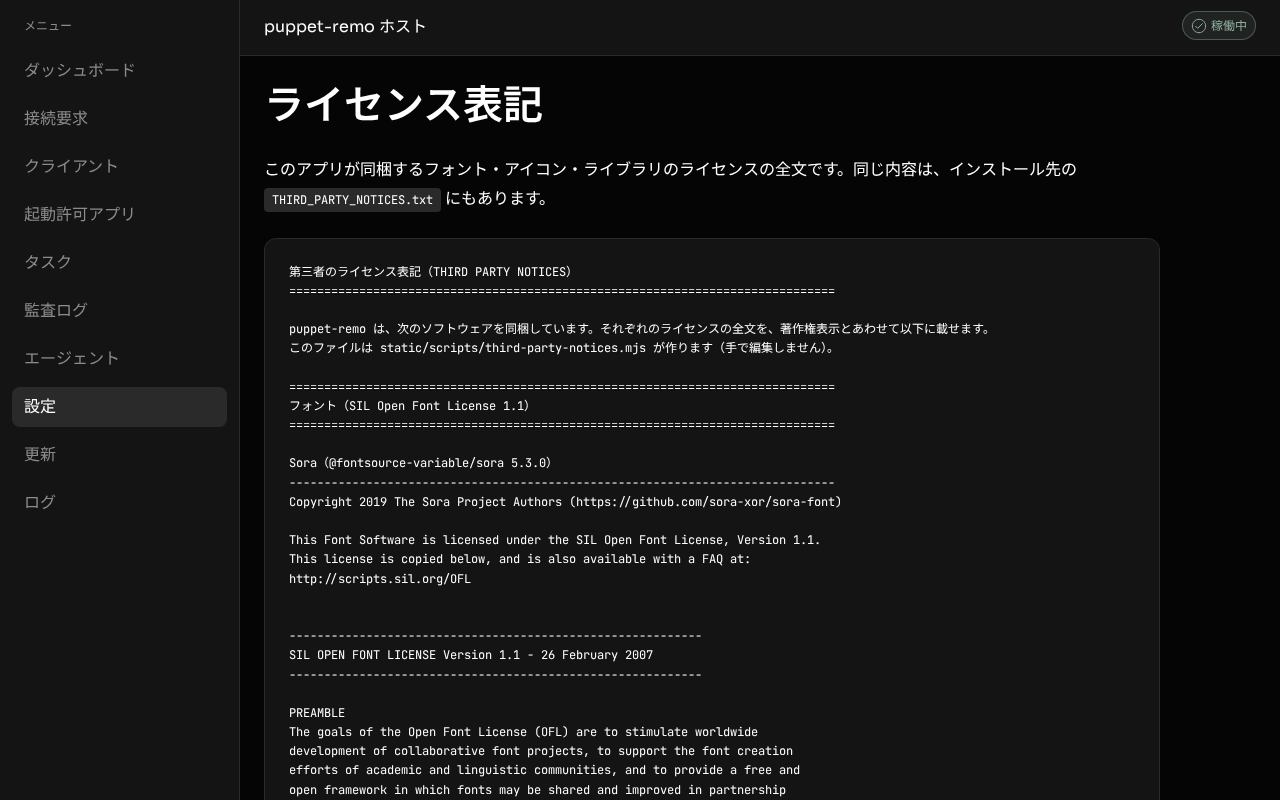 メニュー
ダッシュボード
接続要求
クライアント
起動許可アプリ
タスク
監査ログ
エージェント
設定
更新
ログ
puppet-remo ホスト
稼働中
ライセンス表記
このアプリが同梱するフォント・アイコン・ライブラリのライセンスの全文です。同じ内容は、インストール先の
THIRD_PARTY_NOTICES.txt にもあります。
第三者のライセンス表記（THIRD PARTY NOTICES）
==============================================================================
puppet-remo は、次のソフトウェアを同梱しています。それぞれのライセンスの全文を、著作権表示とあわせて以下に載せます。
このファイルは static/scripts/third-party-notices.mjs が作ります（手で編集しません）。
==============================================================================
フォント（SIL Open Font License 1.1）
==============================================================================
Sora（@fontsource-variable/sora 5.3.0）
------------------------------------------------------------------------------
Copyright 2019 The Sora Project Authors (https://github.com/sora-xor/sora-font)
This Font Software is licensed under the SIL Open Font License, Version 1.1.
This license is copied below, and is also available with a FAQ at:
http://scripts.sil.org/OFL
-----------------------------------------------------------
SIL OPEN FONT LICENSE Version 1.1 - 26 February 2007
-----------------------------------------------------------
PREAMBLE
The goals of the Open Font License (OFL) are to stimulate worldwide
development of collaborative font projects, to support the font creation
efforts of academic and linguistic communities, and to provide a free and
open framework in which fonts may be shared and improved in partnership